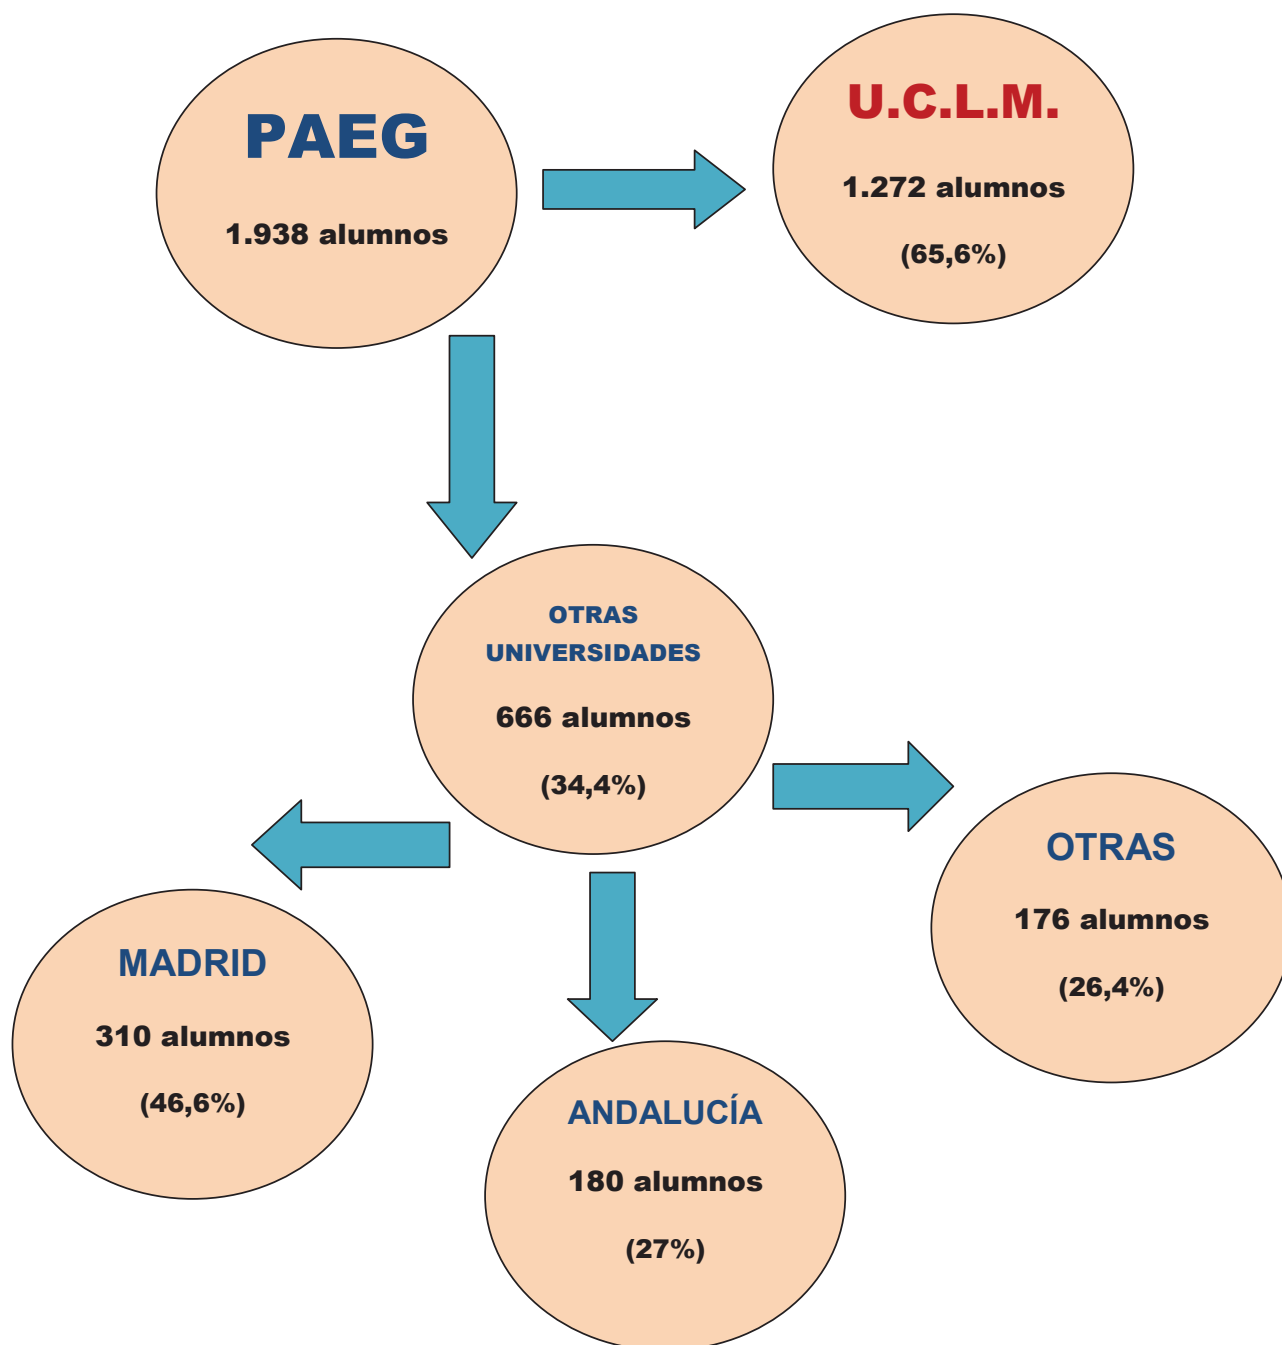 PAEG
1.938 alumnos
U.C.L.M.
1.272 alumnos
(65,6%)
OTRAS
UNIVERSIDADES
666 alumnos
(34,4%)
OTRAS
176 alumnos
(26,4%)
MADRID
310 alumnos
(46,6%)
ANDALUCÍA
180 alumnos
(27%)